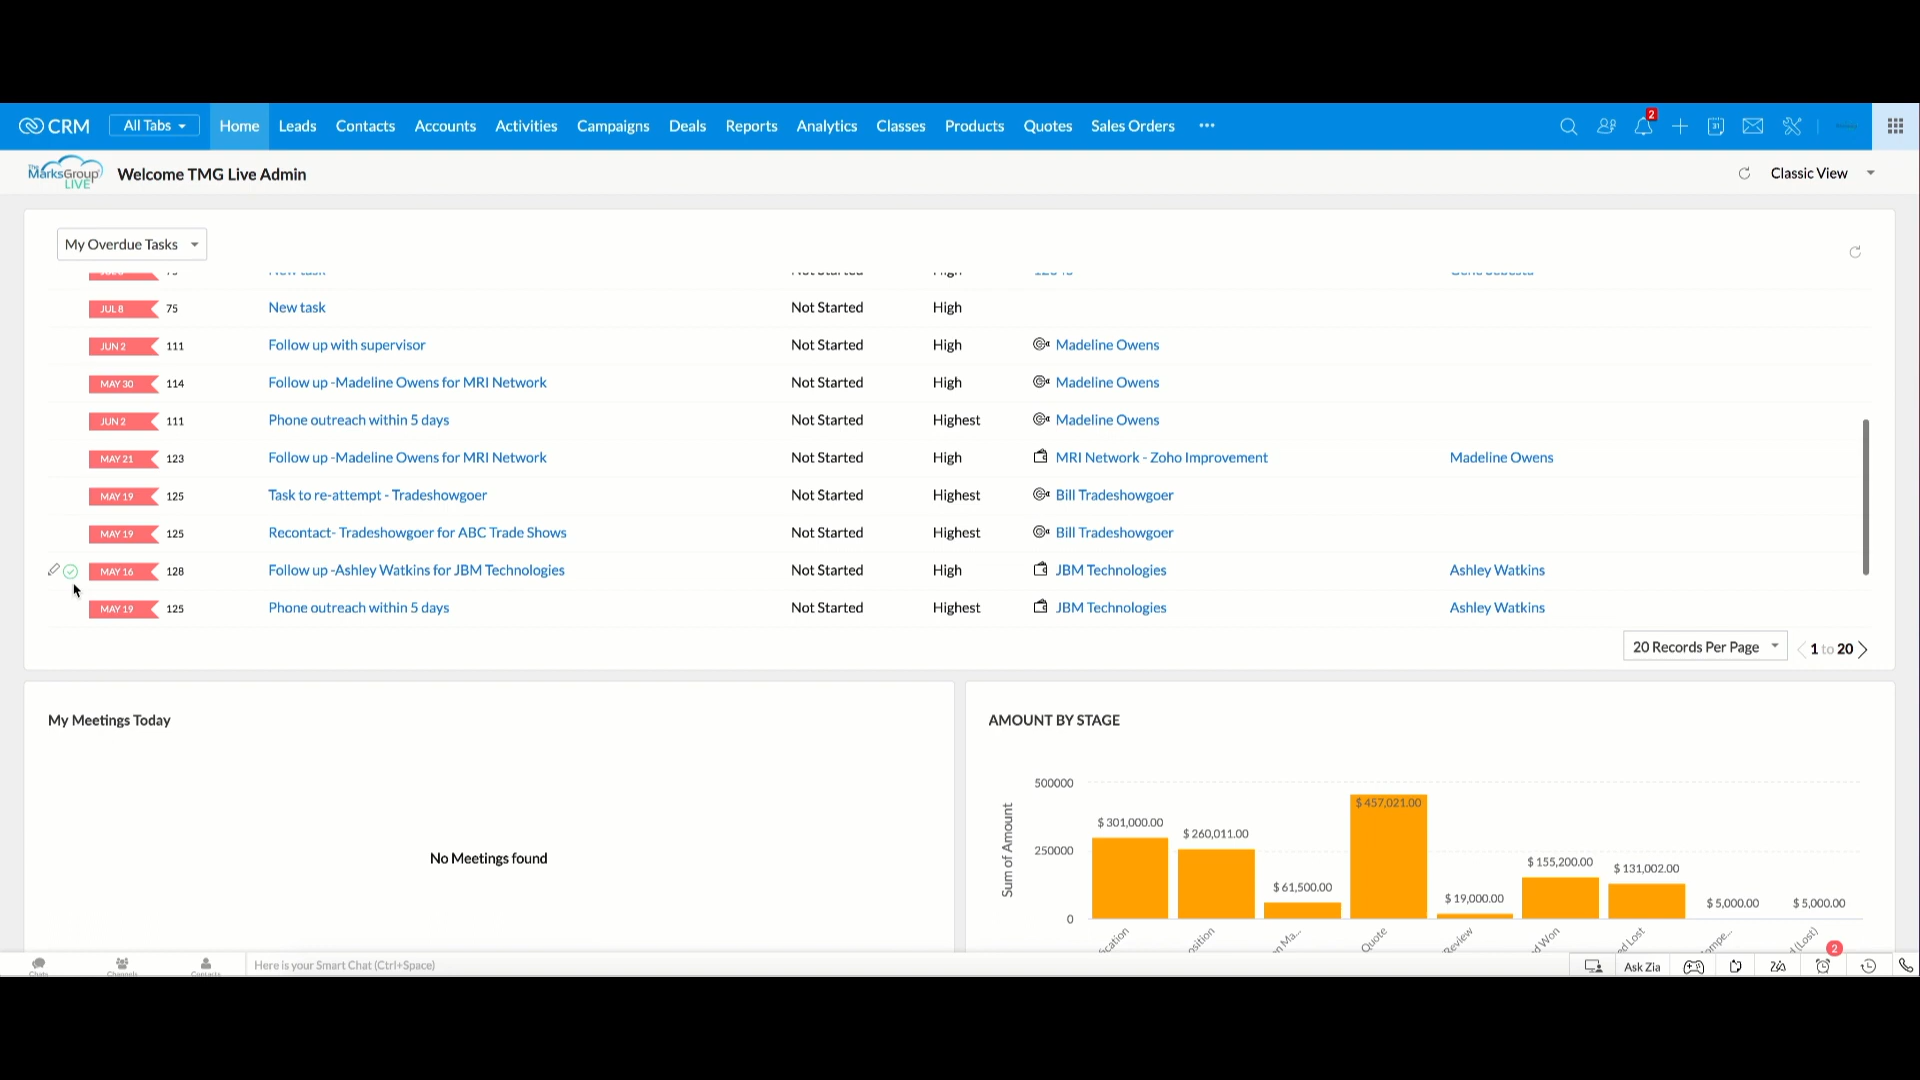 CRM All Tabs Home Leads Contacts Accounts Activities Campaigns Deals Reports Analytics Classes Products Quotes Sales Orders ••• 2 31
The MarksGroup LIVE Welcome TMG Live Admin Classic View
My Overdue Tasks
New task
JUL 8 75 New task Not Started High
JUN 2 111 Follow up with supervisor Not Started High Madeline Owens
MAY 30 114 Follow up -Madeline Owens for MRI Network Not Started High Madeline Owens
JUN 2 111 Phone outreach within 5 days Not Started Highest Madeline Owens
MAY 21 123 Follow up -Madeline Owens for MRI Network Not Started High MRI Network - Zoho Improvement Madeline Owens
MAY 19 125 Task to re-attempt - Tradeshowgoer Not Started Highest Bill Tradeshowgoer
MAY 19 125 Recontact- Tradeshowgoer for ABC Trade Shows Not Started Highest Bill Tradeshowgoer
MAY 16 128 Follow up -Ashley Watkins for JBM Technologies Not Started High JBM Technologies Ashley Watkins
MAY 19 125 Phone outreach within 5 days Not Started Highest JBM Technologies Ashley Watkins
20 Records Per Page 1 to 20
My Meetings Today
No Meetings found
AMOUNT BY STAGE
Sum of Amount
500000
250000
0
$ 301,000.00
$ 260,011.00
$ 61,500.00
$ 457,021.00
$ 19,000.00
$ 155,200.00
$ 131,002.00
$ 5,000.00
$ 5,000.00
Quote
Review
Won
Lost
(Lost)
Chats Channels Contacts Here is your Smart Chat (Ctrl+Space) Ask Zia 2